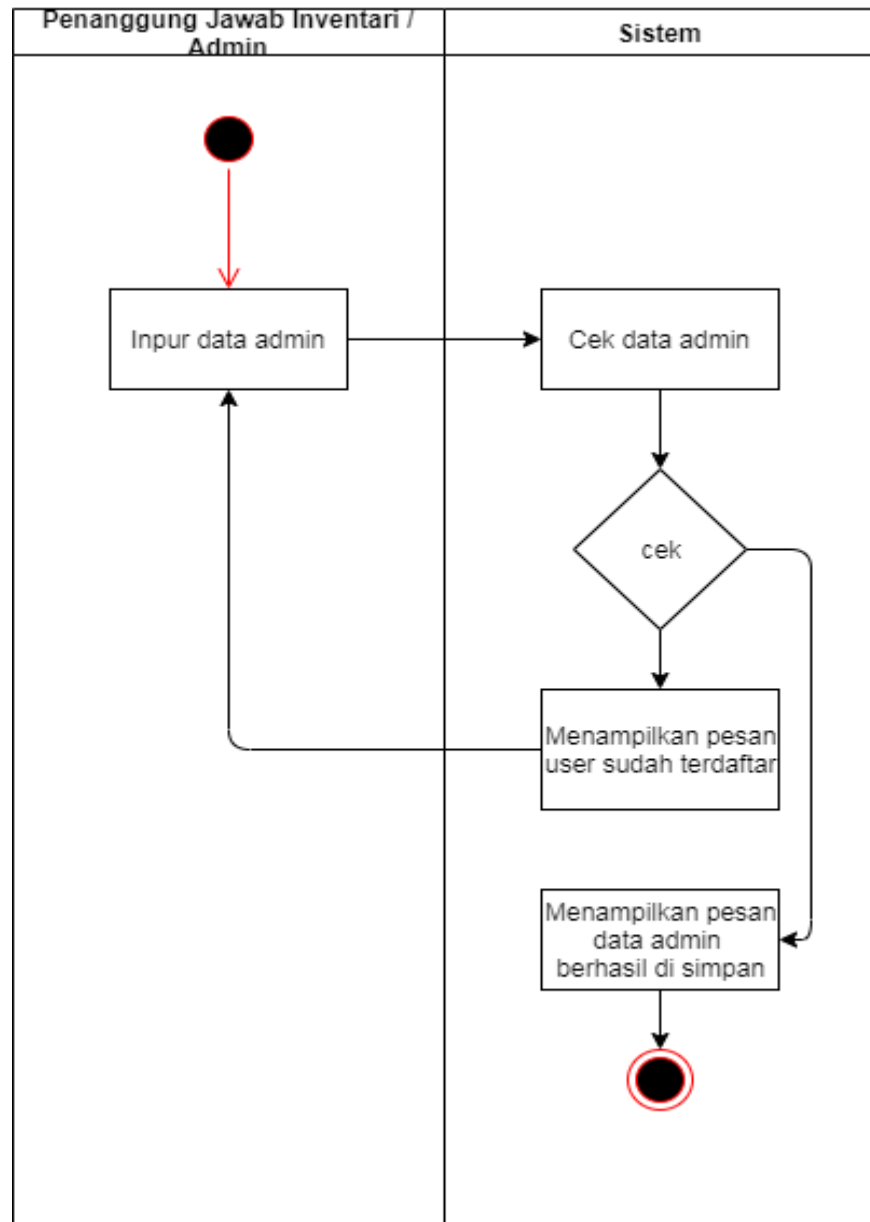 Penanggung Jawab Inventari /
Admin
Sistem
Inpur data admin
Cek data admin
cek
Menampilkan pesan
user sudah terdaftar
Menampilkan pesan
data admin
berhasil di simpan